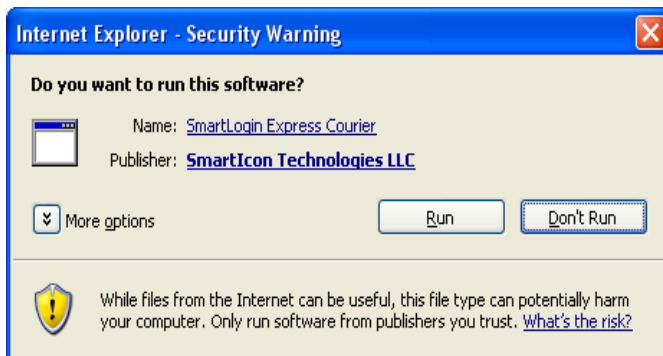 Internet Explorer - Security Warning
Do you want to run this software?
Name: SmartLogin Express Courier
Publisher: SmartIcon Technologies LLC
More options
Run
Don't Run
While files from the Internet can be useful, this file type can potentially harm
your computer. Only run software from publishers you trust. What's the risk?